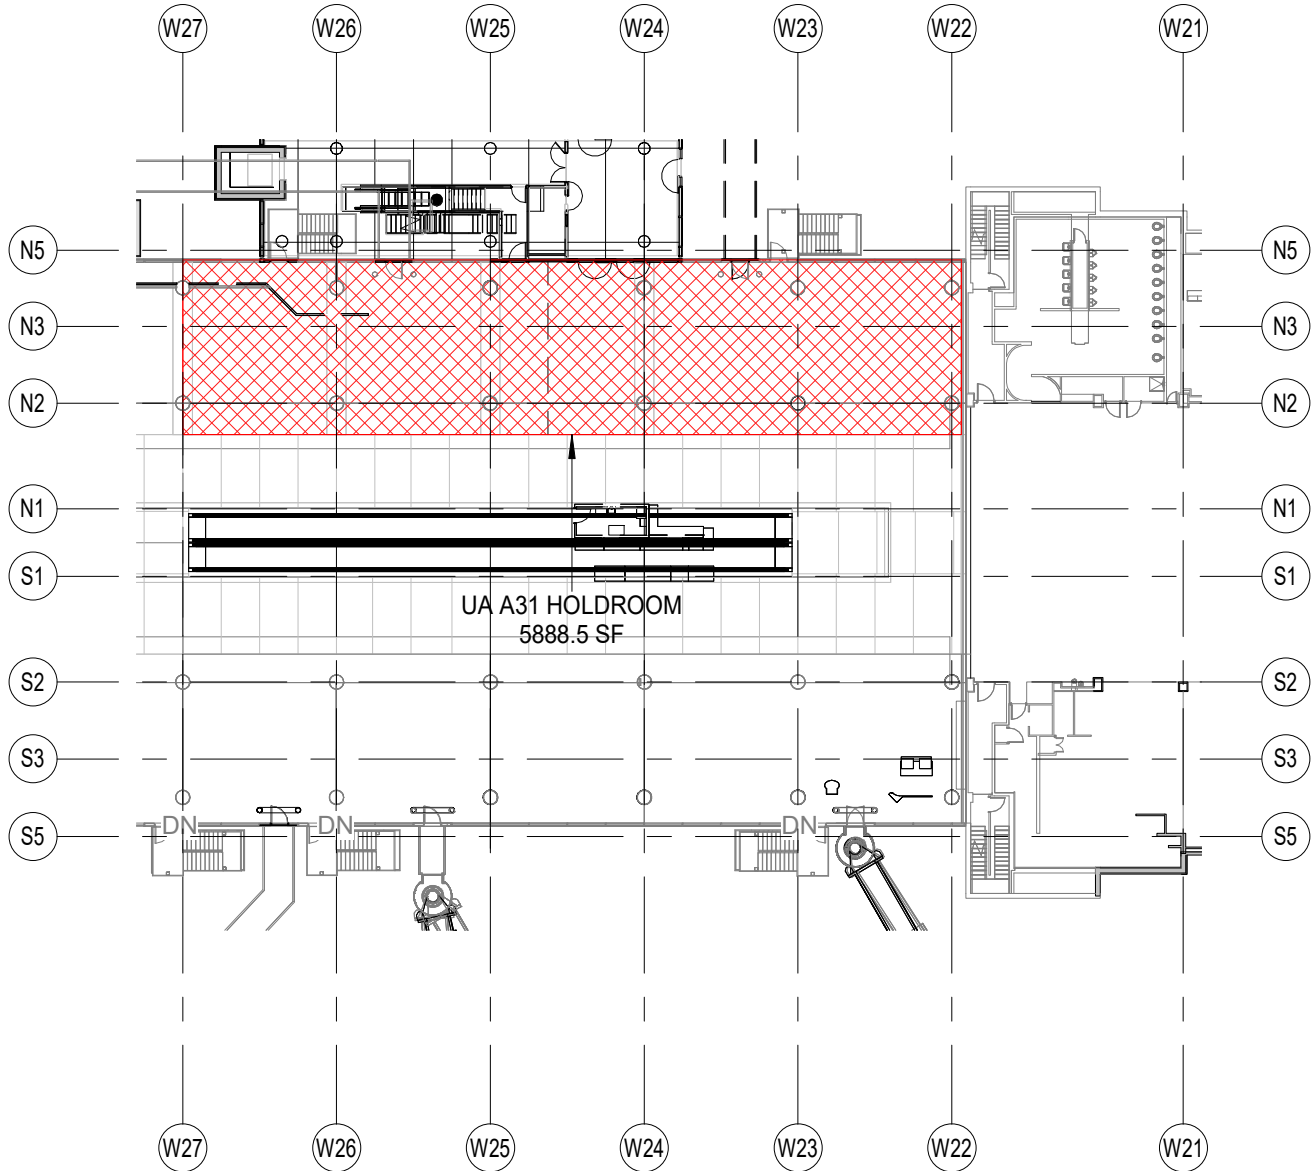 W27 W26 W25 W24 W23 W22 W21
N5 N5
N3 N3
N2 N2
N1 N1
S1 S1
UA A31 HOLDROOM
5888.5 SF
S2 S2
S3 S3
DN DN DN
S5 S5
W27 W26 W25 W24 W23 W22 W21